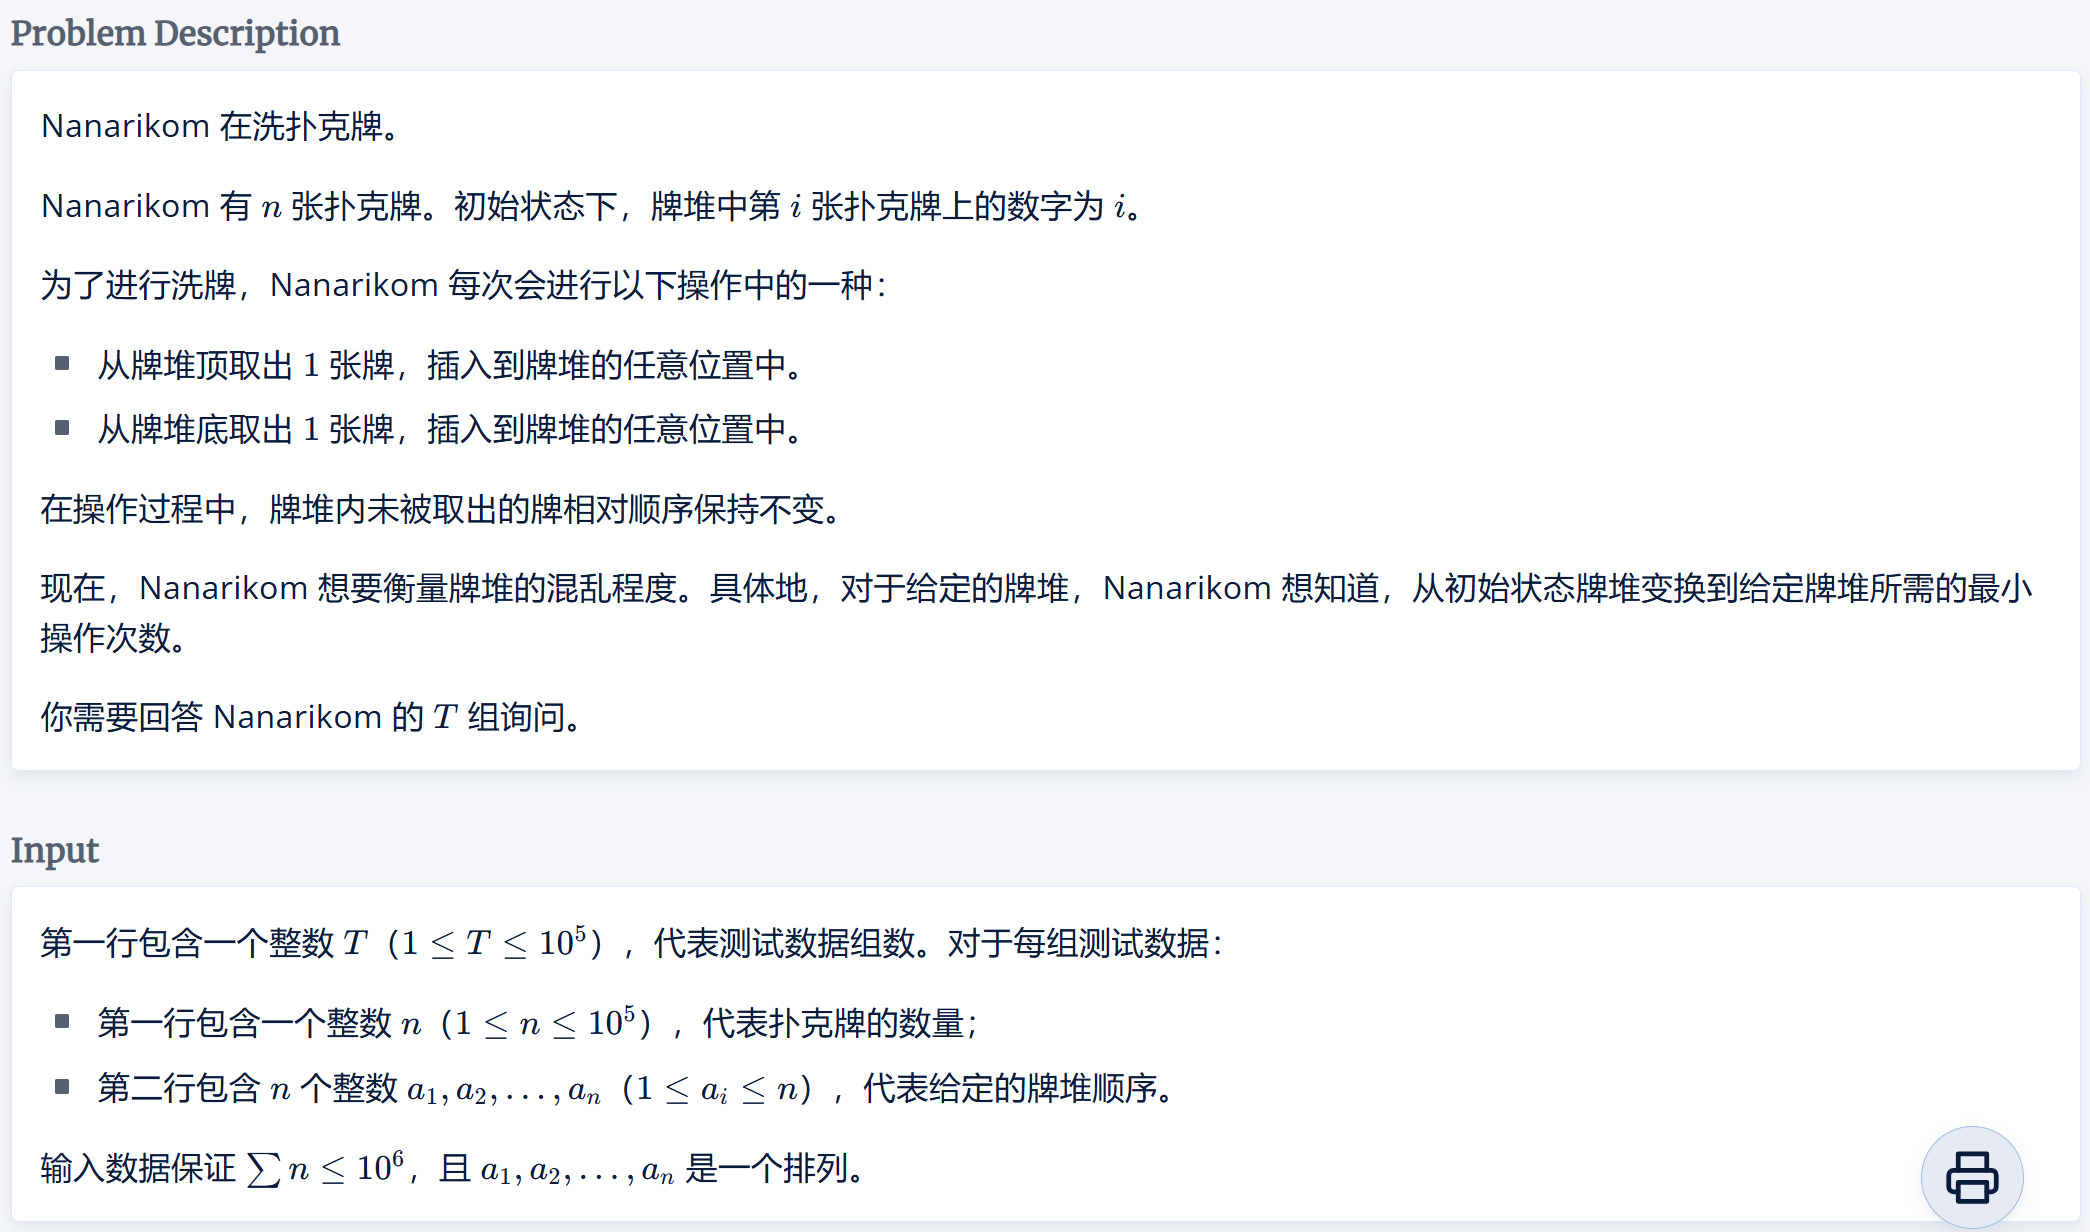 Problem Description
Nanarikom 在洗扑克牌。
Nanarikom 有 n 张扑克牌。初始状态下，牌堆中第 i 张扑克牌上的数字为 i。
为了进行洗牌，Nanarikom 每次会进行以下操作中的一种：
从牌堆顶取出 1 张牌，插入到牌堆的任意位置中。
从牌堆底取出 1 张牌，插入到牌堆的任意位置中。
在操作过程中，牌堆内未被取出的牌相对顺序保持不变。
现在，Nanarikom 想要衡量牌堆的混乱程度。具体地，对于给定的牌堆，Nanarikom 想知道，从初始状态牌堆变换到给定牌堆所需的最小
操作次数。
你需要回答 Nanarikom 的 T 组询问。
Input
第一行包含一个整数 T（1 ≤ T ≤ 10^5），代表测试数据组数。对于每组测试数据：
第一行包含一个整数 n（1 ≤ n ≤ 10^5），代表扑克牌的数量；
第二行包含 n 个整数 a_1, a_2, ..., a_n（1 ≤ a_i ≤ n），代表给定的牌堆顺序。
输入数据保证 ∑ n ≤ 10^6，且 a_1, a_2, ..., a_n 是一个排列。